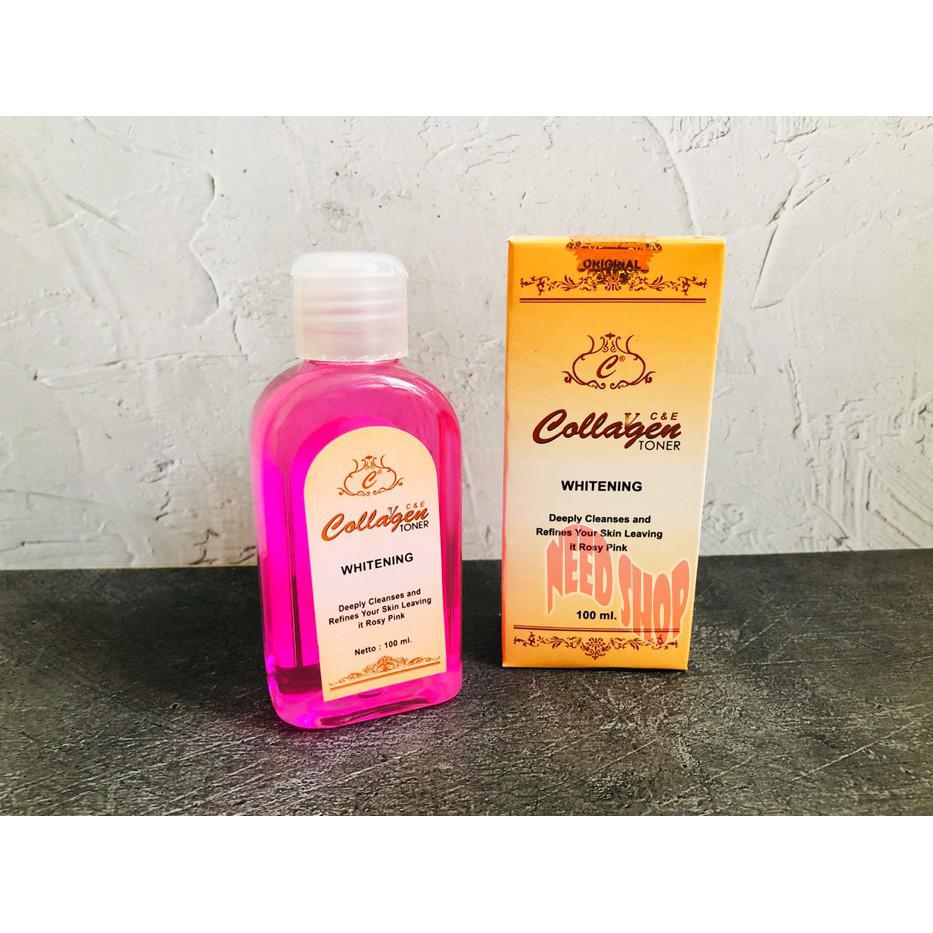 C®
C & E
Collagen
TONER
WHITENING
Deeply Cleanses and
Refines Your Skin Leaving
it Rosy Pink
Netto : 100 ml.
ORIGINAL
C®
C & E
Collagen
TONER
WHITENING
Deeply Cleanses and
Refines Your Skin Leaving
it Rosy Pink
100 ml.
NEED SHOP